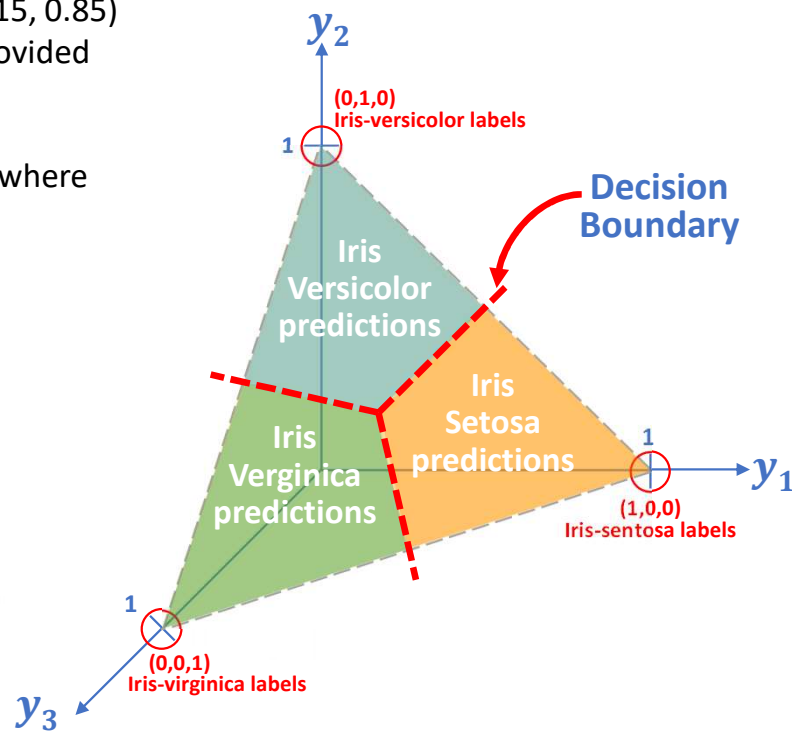 15, 0.85)
ovided
where
y₂
(0,1,0)
Iris-versicolor labels
1
Decision
Boundary
Iris
Versicolor
predictions
Iris
Setosa
predictions
Iris
Verginica
predictions
1
y₁
(1,0,0)
Iris-sentosa labels
1
(0,0,1)
Iris-virginica labels
y₃